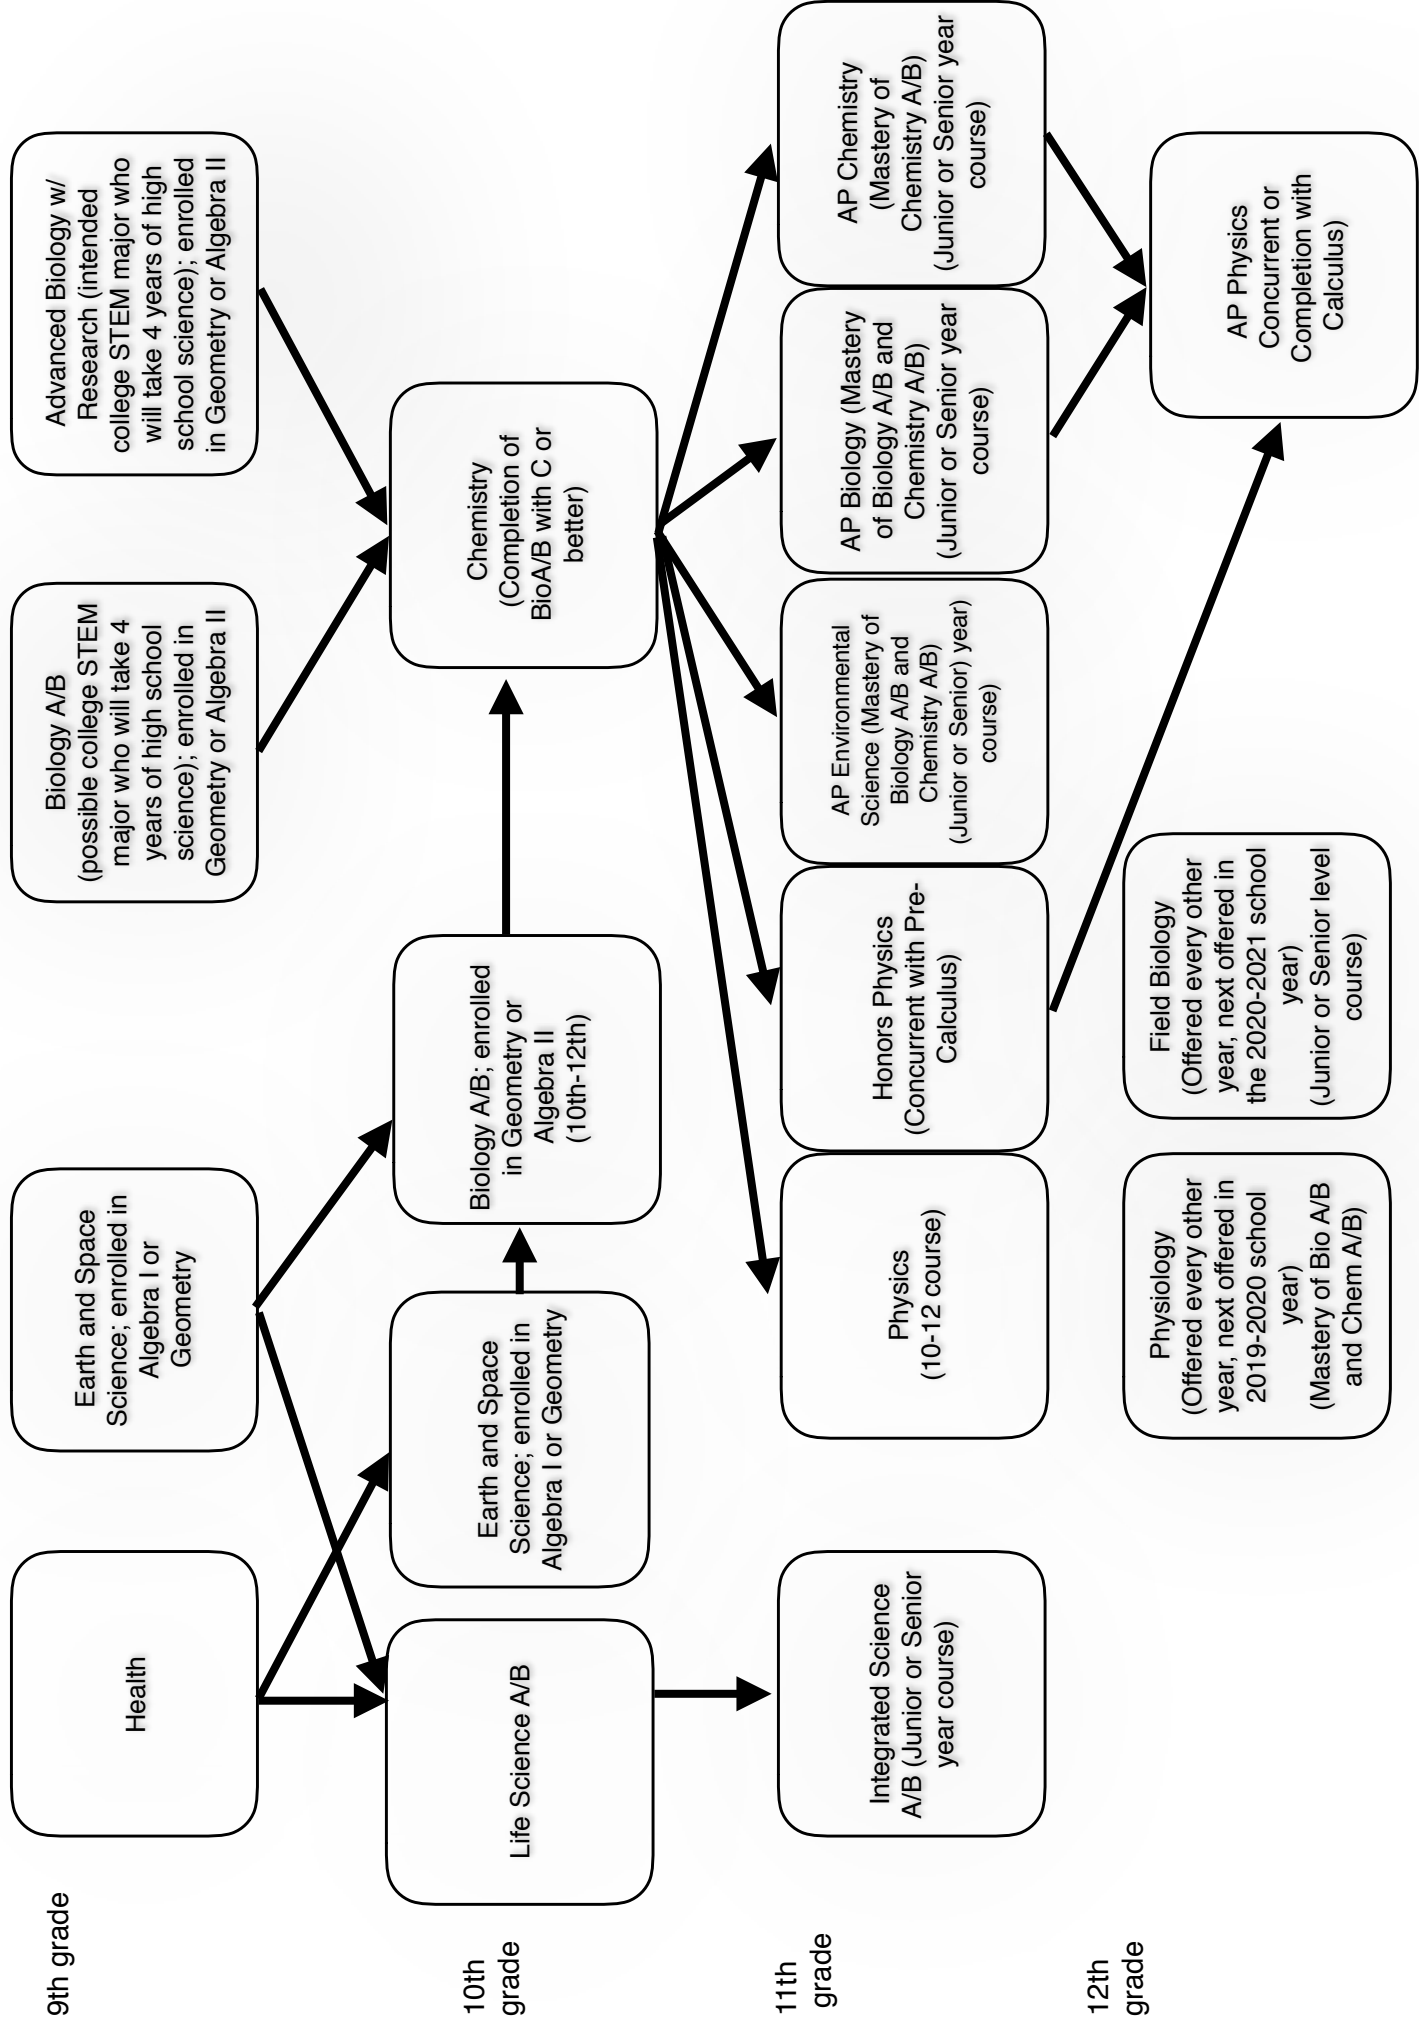 9th grade
Health
Earth and Space
Science; enrolled in
Algebra I or
Geometry
Biology A/B
(possible college STEM
major who will take 4
years of high school
science); enrolled in
Geometry or Algebra II
Advanced Biology w/
Research (intended
college STEM major who
will take 4 years of high
school science); enrolled
in Geometry or Algebra II
10th
grade
Life Science A/B
Earth and Space
Science; enrolled in
Algebra I or Geometry
Biology A/B; enrolled
in Geometry or
Algebra II
(10th-12th)
Chemistry
(Completion of
BioA/B with C or
better)
11th
grade
Integrated Science
A/B (Junior or Senior
year course)
Physics
(10-12 course)
Honors Physics
(Concurrent with Pre-
Calculus)
AP Environmental
Science (Mastery of
Biology A/B and
Chemistry A/B)
(Junior or Senior) year)
course)
AP Biology (Mastery
of Biology A/B and
Chemistry A/B)
(Junior or Senior year
course)
AP Chemistry
(Mastery of
Chemistry A/B)
(Junior or Senior year
course)
12th
grade
Physiology
(Offered every other
year, next offered in
2019-2020 school
year)
(Mastery of Bio A/B
and Chem A/B)
Field Biology
(Offered every other
year, next offered in
the 2020-2021 school
year)
(Junior or Senior level
course)
AP Physics
Concurrent or
Completion with
Calculus)